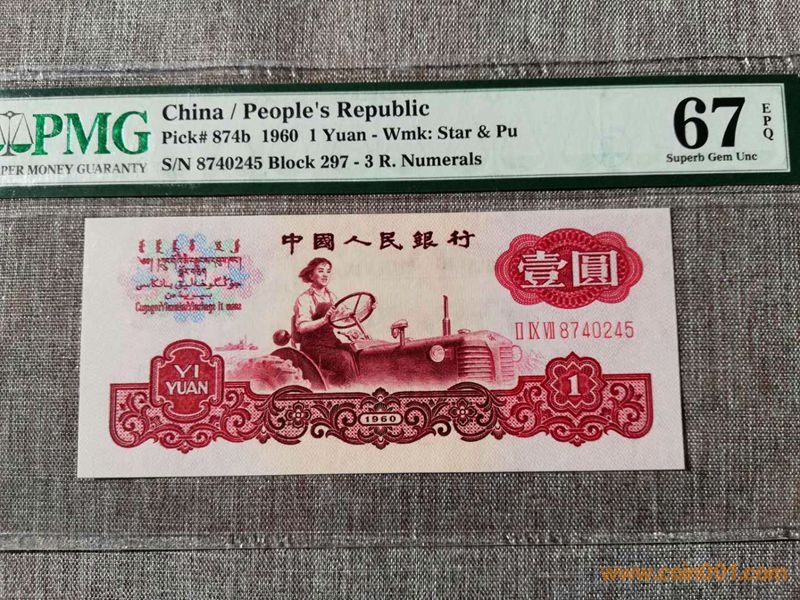 PMG
PER MONEY GUARANTY
China / People's Republic
Pick# 874b 1960 1 Yuan - Wmk: Star & Pu
S/N 8740245 Block 297 - 3 R. Numerals
67 EPQ
Superb Gem Unc
中國人民銀行
壹圓
II IX VII 8740245
YI
YUAN
1960
1
www.coin001.com